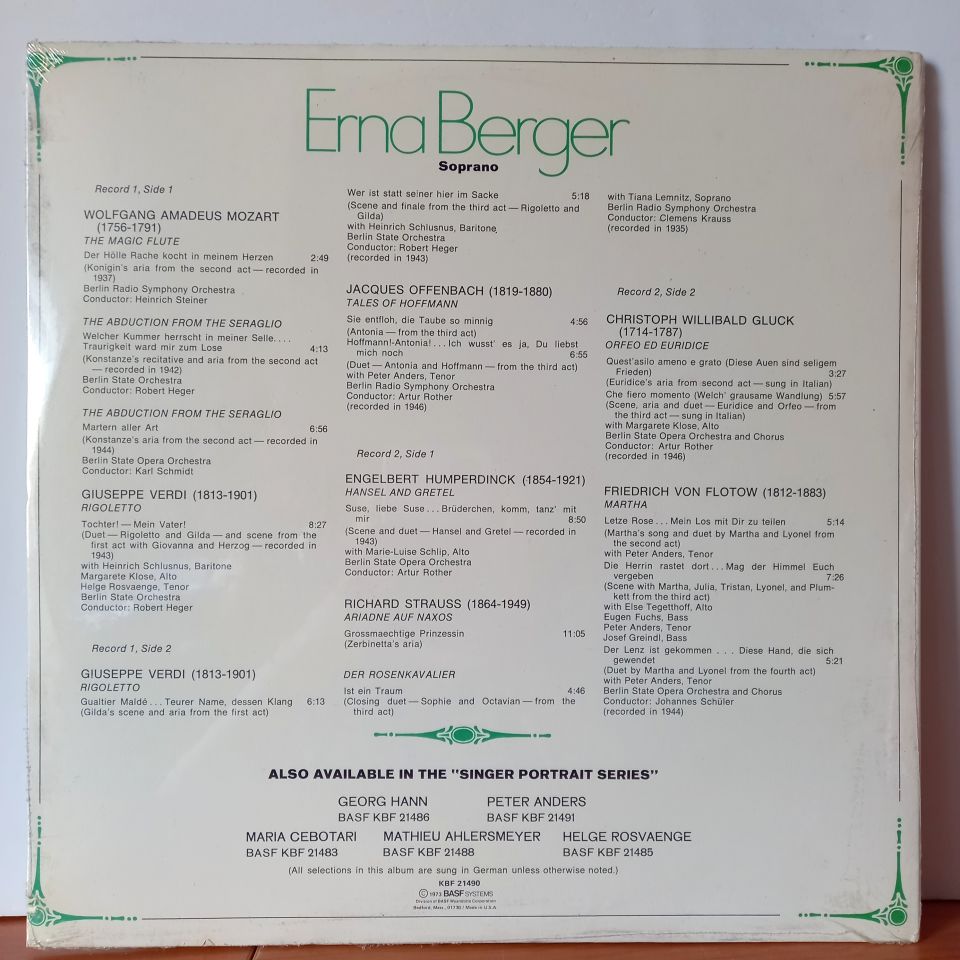 Erna Berger
Soprano
Record 1, Side 1
WOLFGANG AMADEUS MOZART
(1756-1791)
THE MAGIC FLUTE
Der Hölle Rache kocht in meinem Herzen 2:49
(Konigin's aria from the second act — recorded in
1937)
Berlin Radio Symphony Orchestra
Conductor: Heinrich Steiner
THE ABDUCTION FROM THE SERAGLIO
Welcher Kummer herrscht in meiner Selle....
Traurigkeit ward mir zum Lose 4:13
(Konstanze's recitative and aria from the second act
— recorded in 1942)
Berlin State Orchestra
Conductor: Robert Heger
THE ABDUCTION FROM THE SERAGLIO
Martern aller Art 6:56
(Konstanze's aria from the second act — recorded in
1944)
Berlin State Opera Orchestra
Conductor: Karl Schmidt
GIUSEPPE VERDI (1813-1901)
RIGOLETTO
Tochter! — Mein Vater! 8:27
(Duet — Rigoletto and Gilda — and scene from the
first act with Giovanna and Herzog — recorded in
1943)
with Heinrich Schlusnus, Baritone
Margarete Klose, Alto
Helge Rosvaenge, Tenor
Berlin State Orchestra
Conductor: Robert Heger
Record 1, Side 2
GIUSEPPE VERDI (1813-1901)
RIGOLETTO
Gualtier Maldé... Teurer Name, dessen Klang 6:13
(Gilda's scene and aria from the first act)
Wer ist statt seiner hier im Sacke 5:18
(Scene and finale from the third act — Rigoletto and
Gilda)
with Heinrich Schlusnus, Baritone
Berlin State Orchestra
Conductor: Robert Heger
(recorded in 1943)
JACQUES OFFENBACH (1819-1880)
TALES OF HOFFMANN
Sie entfloh, die Taube so minnig 4:56
(Antonia — from the third act)
Hoffmann!-Antonia!... Ich wusst' es ja, Du liebst
mich noch 6:55
(Duet — Antonia and Hoffmann — from the third act)
with Peter Anders, Tenor
Berlin Radio Symphony Orchestra
Conductor: Artur Rother
(recorded in 1946)
Record 2, Side 1
ENGELBERT HUMPERDINCK (1854-1921)
HANSEL AND GRETEL
Suse, liebe Suse... Brüderchen, komm, tanz' mit
mir 8:50
(Scene and duet — Hansel and Gretel — recorded in
1943)
with Marie-Luise Schlip, Alto
Berlin State Opera Orchestra
Conductor: Artur Rother
RICHARD STRAUSS (1864-1949)
ARIADNE AUF NAXOS
Grossmaechtige Prinzessin 11:05
(Zerbinetta's aria)
DER ROSENKAVALIER
Ist ein Traum 4:46
(Closing duet — Sophie and Octavian — from the
third act)
with Tiana Lemnitz, Soprano
Berlin Radio Symphony Orchestra
Conductor: Clemens Krauss
(recorded in 1935)
Record 2, Side 2
CHRISTOPH WILLIBALD GLUCK
(1714-1787)
ORFEO ED EURIDICE
Quest'asilo ameno e grato (Diese Auen sind seligem
Frieden) 3:27
(Euridice's aria from second act — sung in Italian)
Che fiero momento (Welch' grausame Wandlung) 5:57
(Scene, aria and duet — Euridice and Orfeo — from
the third act — sung in Italian)
with Margarete Klose, Alto
Berlin State Opera Orchestra and Chorus
Conductor: Artur Rother
(recorded in 1946)
FRIEDRICH VON FLOTOW (1812-1883)
MARTHA
Letze Rose... Mein Los mit Dir zu teilen 5:14
(Martha's song and duet by Martha and Lyonel from
the second act)
with Peter Anders, Tenor
Die Herrin rastet dort... Mag der Himmel Euch
vergeben 7:26
(Scene with Martha, Julia, Tristan, Lyonel, and Plum-
kett from the third act)
with Else Tegetthoff, Alto
Eugen Fuchs, Bass
Peter Anders, Tenor
Josef Greindl, Bass
Der Lenz ist gekommen . . . Diese Hand, die sich
gewendet 5:21
(Duet by Martha and Lyonel from the fourth act)
with Peter Anders, Tenor
Berlin State Opera Orchestra and Chorus
Conductor: Johannes Schüler
(recorded in 1944)
ALSO AVAILABLE IN THE "SINGER PORTRAIT SERIES"
GEORG HANN PETER ANDERS
BASF KBF 21486 BASF KBF 21491
MARIA CEBOTARI MATHIEU AHLERSMEYER HELGE ROSVAENGE
BASF KBF 21483 BASF KBF 21488 BASF KBF 21485
(All selections in this album are sung in German unless otherwise noted.)
KBF 21490
© 1973 BASF SYSTEMS
Division of BASF Wyandotte Corporation
Bedford, Mass., 01730 / Made in U.S.A